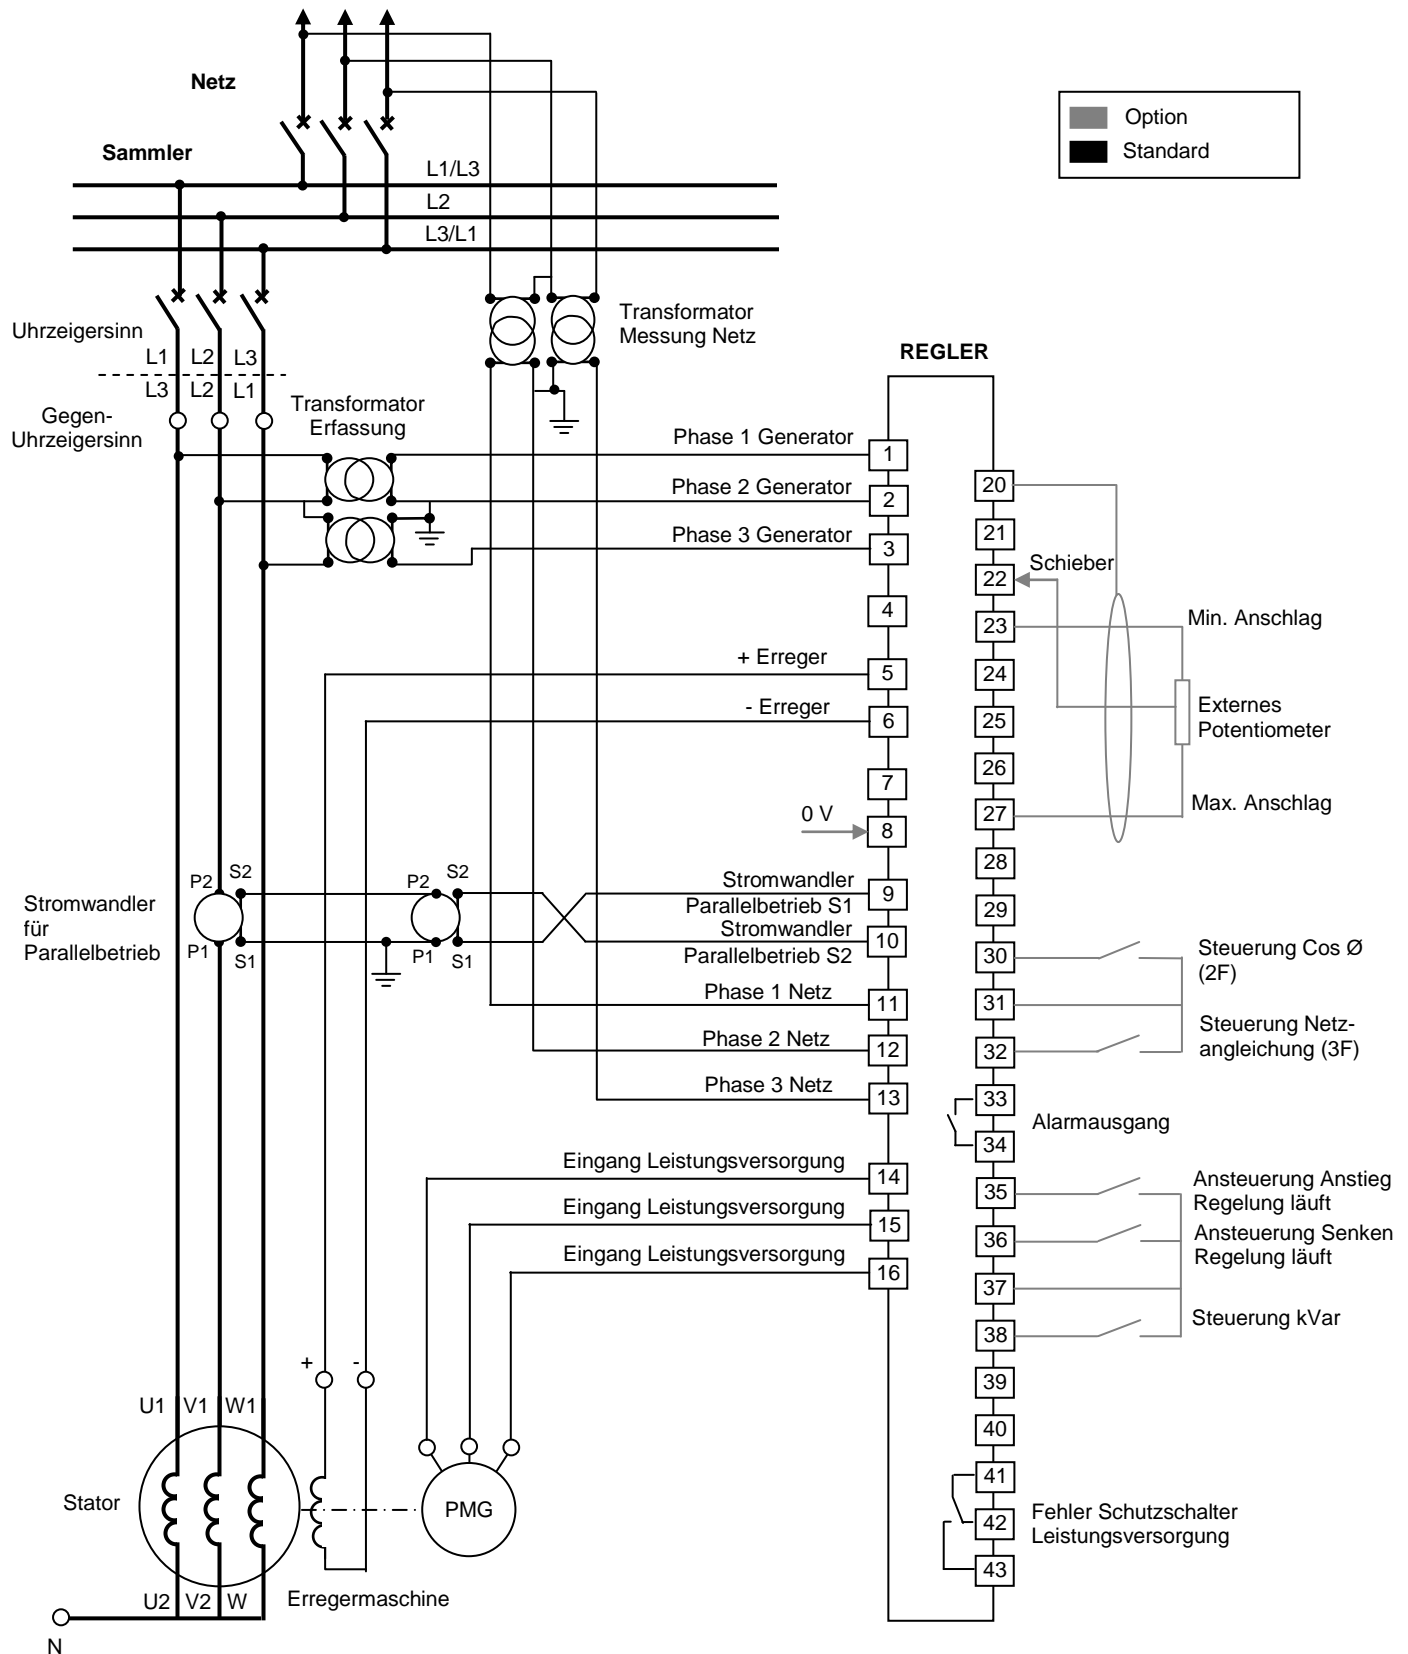 Netz
Option
Standard
Sammler
L1/L3
L2
L3/L1
Uhrzeigersinn
L1 L2 L3
L3 L2 L1
Gegen-
Uhrzeigersinn
Transformator
Erfassung
Transformator
Messung Netz
REGLER
Phase 1 Generator
1
Phase 2 Generator
2
Phase 3 Generator
3
4
+ Erreger
5
- Erreger
6
7
0 V
8
Stromwandler
für
Parallelbetrieb
P2
S2
P1
S1
P2
S2
P1
S1
Stromwandler
Parallelbetrieb S1
9
Stromwandler
Parallelbetrieb S2
10
Phase 1 Netz
11
Phase 2 Netz
12
Phase 3 Netz
13
Eingang Leistungsversorgung
14
Eingang Leistungsversorgung
15
Eingang Leistungsversorgung
16
20
21
22
Schieber
23
Min. Anschlag
24
25
Externes
Potentiometer
26
27
Max. Anschlag
28
29
30
Steuerung Cos Ø
(2F)
31
32
Steuerung Netz-
angleichung (3F)
33
34
Alarmausgang
35
Ansteuerung Anstieg
Regelung läuft
36
Ansteuerung Senken
Regelung läuft
37
38
Steuerung kVar
39
40
41
42
43
Fehler Schutzschalter
Leistungsversorgung
+
-
U1 V1 W1
Stator
PMG
U2 V2 W
Erregermaschine
N